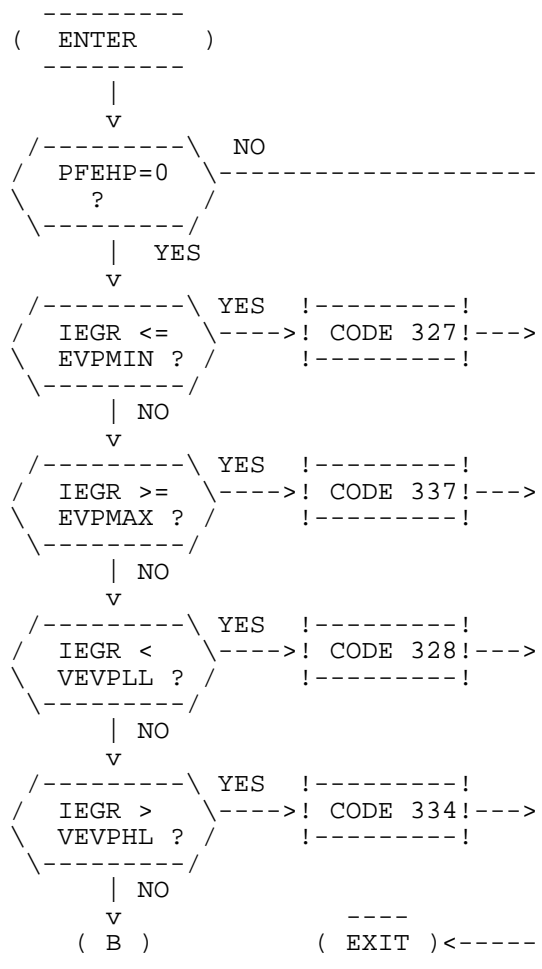 ENTER
NO
PFEHP=0
?
YES
YES
IEGR <= CODE 327
EVPMIN ?
NO
YES
IEGR >= CODE 337
EVPMAX ?
NO
YES
IEGR < CODE 328
VEVPLL ?
NO
YES
IEGR > CODE 334
VEVPHL ?
NO
( B ) ( EXIT )